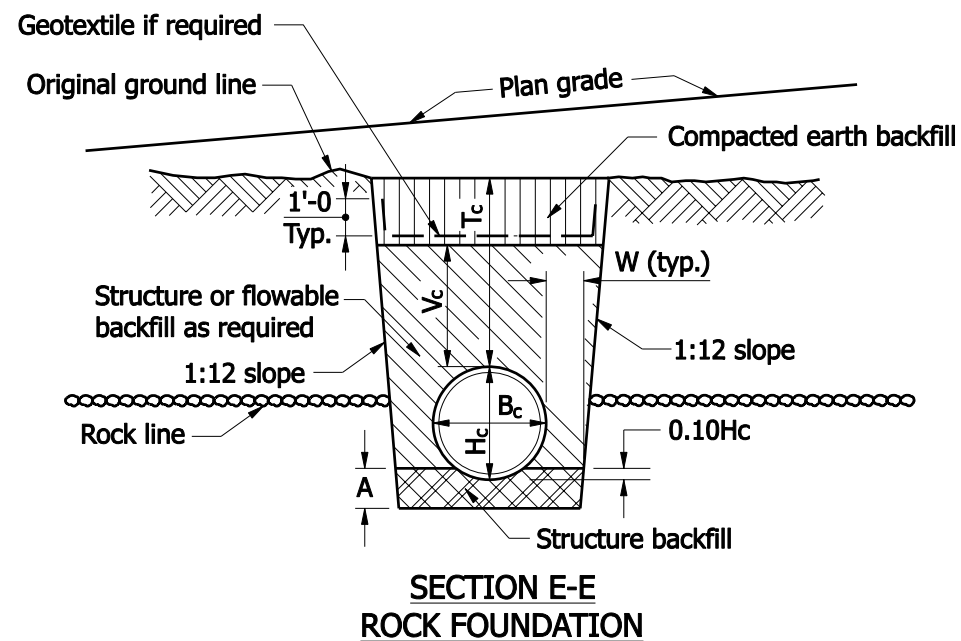 Geotextile if required
Original ground line
Plan grade
Compacted earth backfill
1'-0
Typ.
Tc
W (typ.)
Vc
Structure or flowable
backfill as required
1:12 slope
1:12 slope
Bc
Hc
Rock line
0.10Hc
A
Structure backfill
SECTION E-E
ROCK FOUNDATION